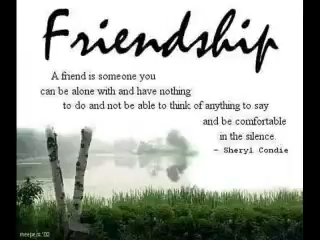 Friendship
A friend is someone you
can be alone with and have nothing
to do and not be able to think of anything to say
and be comfortable
in the silence.
- Sheryl Condie